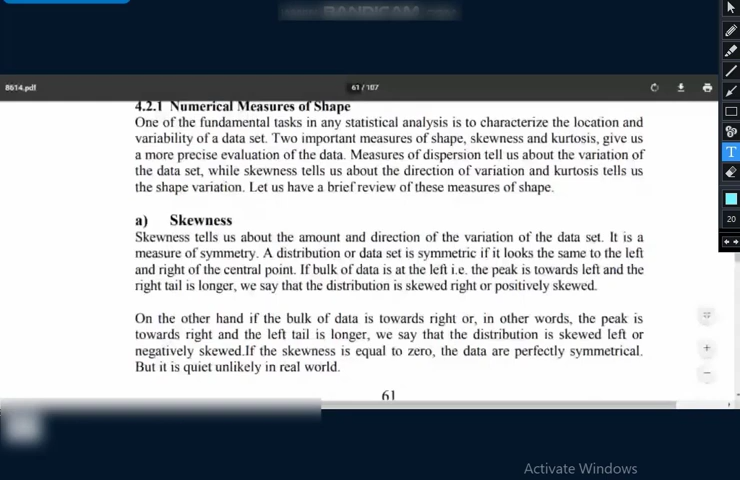 BANDICAM
8614.pdf
61 / 107
4.2.1 Numerical Measures of Shape
One of the fundamental tasks in any statistical analysis is to characterize the location and
variability of a data set. Two important measures of shape, skewness and kurtosis, give us
a more precise evaluation of the data. Measures of dispersion tell us about the variation of
the data set, while skewness tells us about the direction of variation and kurtosis tells us
the shape variation. Let us have a brief review of these measures of shape.
a) Skewness
Skewness tells us about the amount and direction of the variation of the data set. It is a
measure of symmetry. A distribution or data set is symmetric if it looks the same to the left
and right of the central point. If bulk of data is at the left i.e. the peak is towards left and the
right tail is longer, we say that the distribution is skewed right or positively skewed.
On the other hand if the bulk of data is towards right or, in other words, the peak is
towards right and the left tail is longer, we say that the distribution is skewed left or
negatively skewed.If the skewness is equal to zero, the data are perfectly symmetrical.
But it is quiet unlikely in real world.
61
T
20
Activate Windows